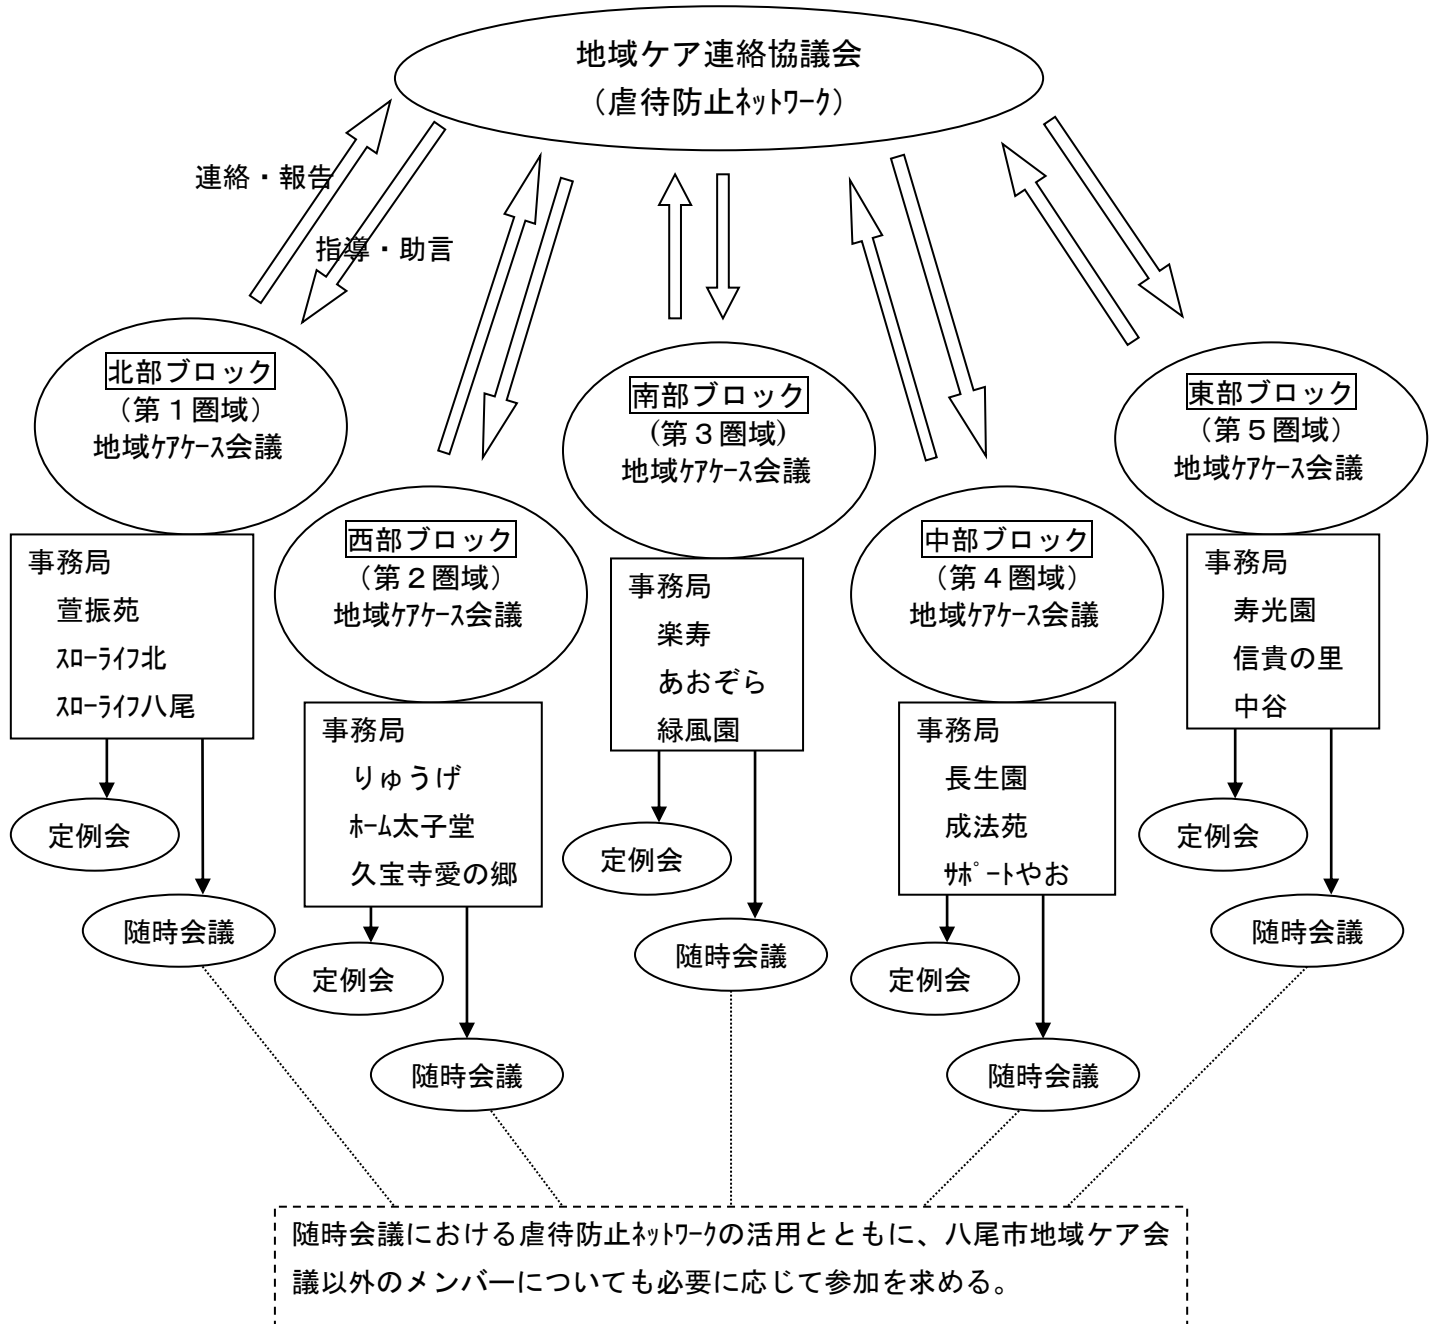 地域ケア連絡協議会
（虐待防止ﾈｯﾄﾜｰｸ）
連絡・報告
指導・助言
北部ブロック
（第１圏域）
地域ｹｱｹｰｽ会議
事務局
萱振苑
ｽﾛｰﾗｲﾌ北
ｽﾛｰﾗｲﾌ八尾
定例会
随時会議
西部ブロック
（第２圏域）
地域ｹｱｹｰｽ会議
事務局
りゅうげ
ﾎｰﾑ太子堂
久宝寺愛の郷
定例会
随時会議
南部ブロック
(第３圏域)
地域ｹｱｹｰｽ会議
事務局
楽寿
あおぞら
緑風園
定例会
随時会議
中部ブロック
（第４圏域）
地域ｹｱｹｰｽ会議
事務局
長生園
成法苑
ｻﾎﾟｰﾄやお
定例会
随時会議
東部ブロック
（第５圏域）
地域ｹｱｹｰｽ会議
事務局
寿光園
信貴の里
中谷
定例会
随時会議
随時会議における虐待防止ﾈｯﾄﾜｰｸの活用とともに、八尾市地域ケア会
議以外のメンバーについても必要に応じて参加を求める。